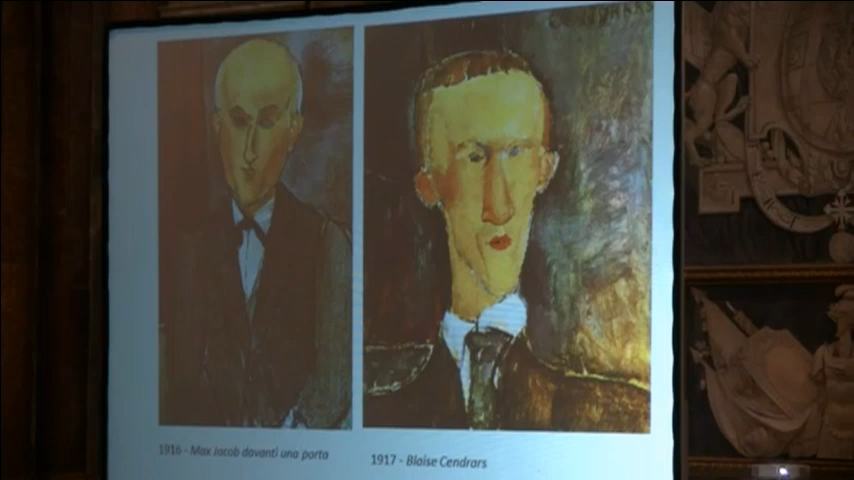 1916 - Max Jacob davanti una porta
1917 - Blaise Cendrars